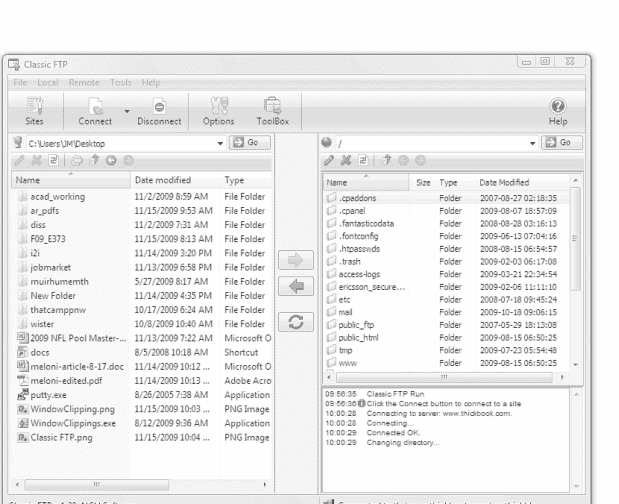 Classic FTP
File Local Remote Tools Help
Sites Connect Disconnect Options ToolBox Help
C:\Users\JM\Desktop Go
/ Go
Name Date modified Type
acad_working 11/2/2009 8:59 AM File Folder
ar_pdfs 11/15/2009 9:53 AM File Folder
diss 11/2/2009 7:31 AM File Folder
F09_E373 11/15/2009 8:13 AM File Folder
i2i 11/14/2009 3:20 PM File Folder
jobmarket 11/13/2009 6:58 PM File Folder
muirhumemth 5/27/2009 8:17 AM File Folder
New Folder 11/14/2009 4:35 PM File Folder
thatcamppnw 10/17/2009 6:24 AM File Folder
wister 10/8/2009 10:40 AM File Folder
2009 NFL Pool Master-... 11/13/2009 7:22 AM Microsoft O
docs 8/5/2008 10:18 AM Shortcut
meloni-article-8-17.doc 11/14/2009 10:12 ... Microsoft O
meloni-edited.pdf 11/14/2009 10:13 ... Adobe Acro
putty.exe 8/26/2005 7:38 AM Application
WindowClipping.png 11/15/2009 10:03 ... PNG Image
WindowClippings.exe 8/12/2009 9:36 AM Application
Classic FTP.png 11/15/2009 10:04 ... PNG Image
Name Size Type Date Modified
.cpaddons Folder 2007-08-27 02:18:35
.cpanel Folder 2009-08-07 18:57:09
.fantasticodata Folder 2008-08-28 03:16:13
.fontconfig Folder 2009-06-13 07:04:16
.htpasswds Folder 2008-08-15 06:54:57
.trash Folder 2009-02-03 06:17:08
access-logs Folder 2009-03-21 22:34:54
ericsson_secure... Folder 2009-02-06 11:11:10
etc Folder 2008-07-18 09:45:24
mail Folder 2009-10-18 09:06:15
public_ftp Folder 2007-05-29 18:13:08
public_html Folder 2009-08-15 06:50:25
tmp Folder 2009-07-23 05:54:48
www Folder 2009-08-15 06:50:25
09:56:35 Classic FTP Run
09:56:36 Click the Connect button to connect to a site
10:00:28 Connecting to server: www.thickbook.com.
10:00:28 Connecting...
10:00:29 Connected OK.
10:00:29 Changing directory...